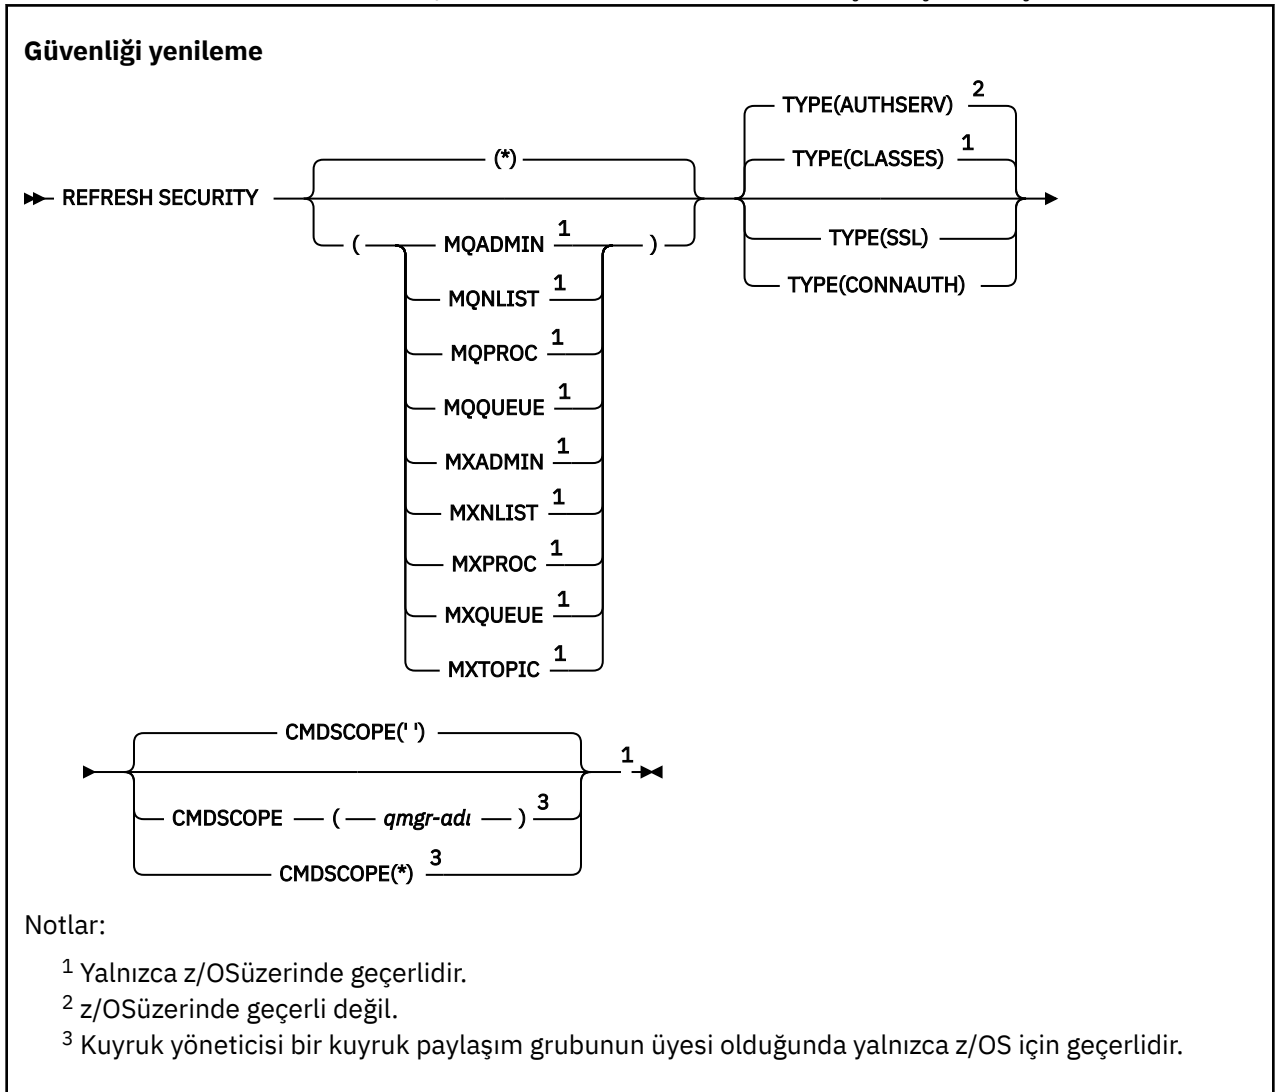 Güvenliği yenileme
TYPE(AUTHSERV) 2
(*) TYPE(CLASSES) 1
REFRESH SECURITY
( MQADMIN 1 ) TYPE(SSL)
MQNLIST 1 TYPE(CONNAUTH)
MQPROC 1
MQQUEUE 1
MXADMIN 1
MXNLIST 1
MXPROC 1
MXQUEUE 1
MXTOPIC 1
CMDSCOPE(' ')
1
CMDSCOPE ( qmgr-adı ) 3
CMDSCOPE(*) 3
Notlar:
1 Yalnızca z/OSüzerinde geçerlidir.
2 z/OSüzerinde geçerli değil.
3 Kuyruk yöneticisi bir kuyruk paylaşım grubunun üyesi olduğunda yalnızca z/OS için geçerlidir.